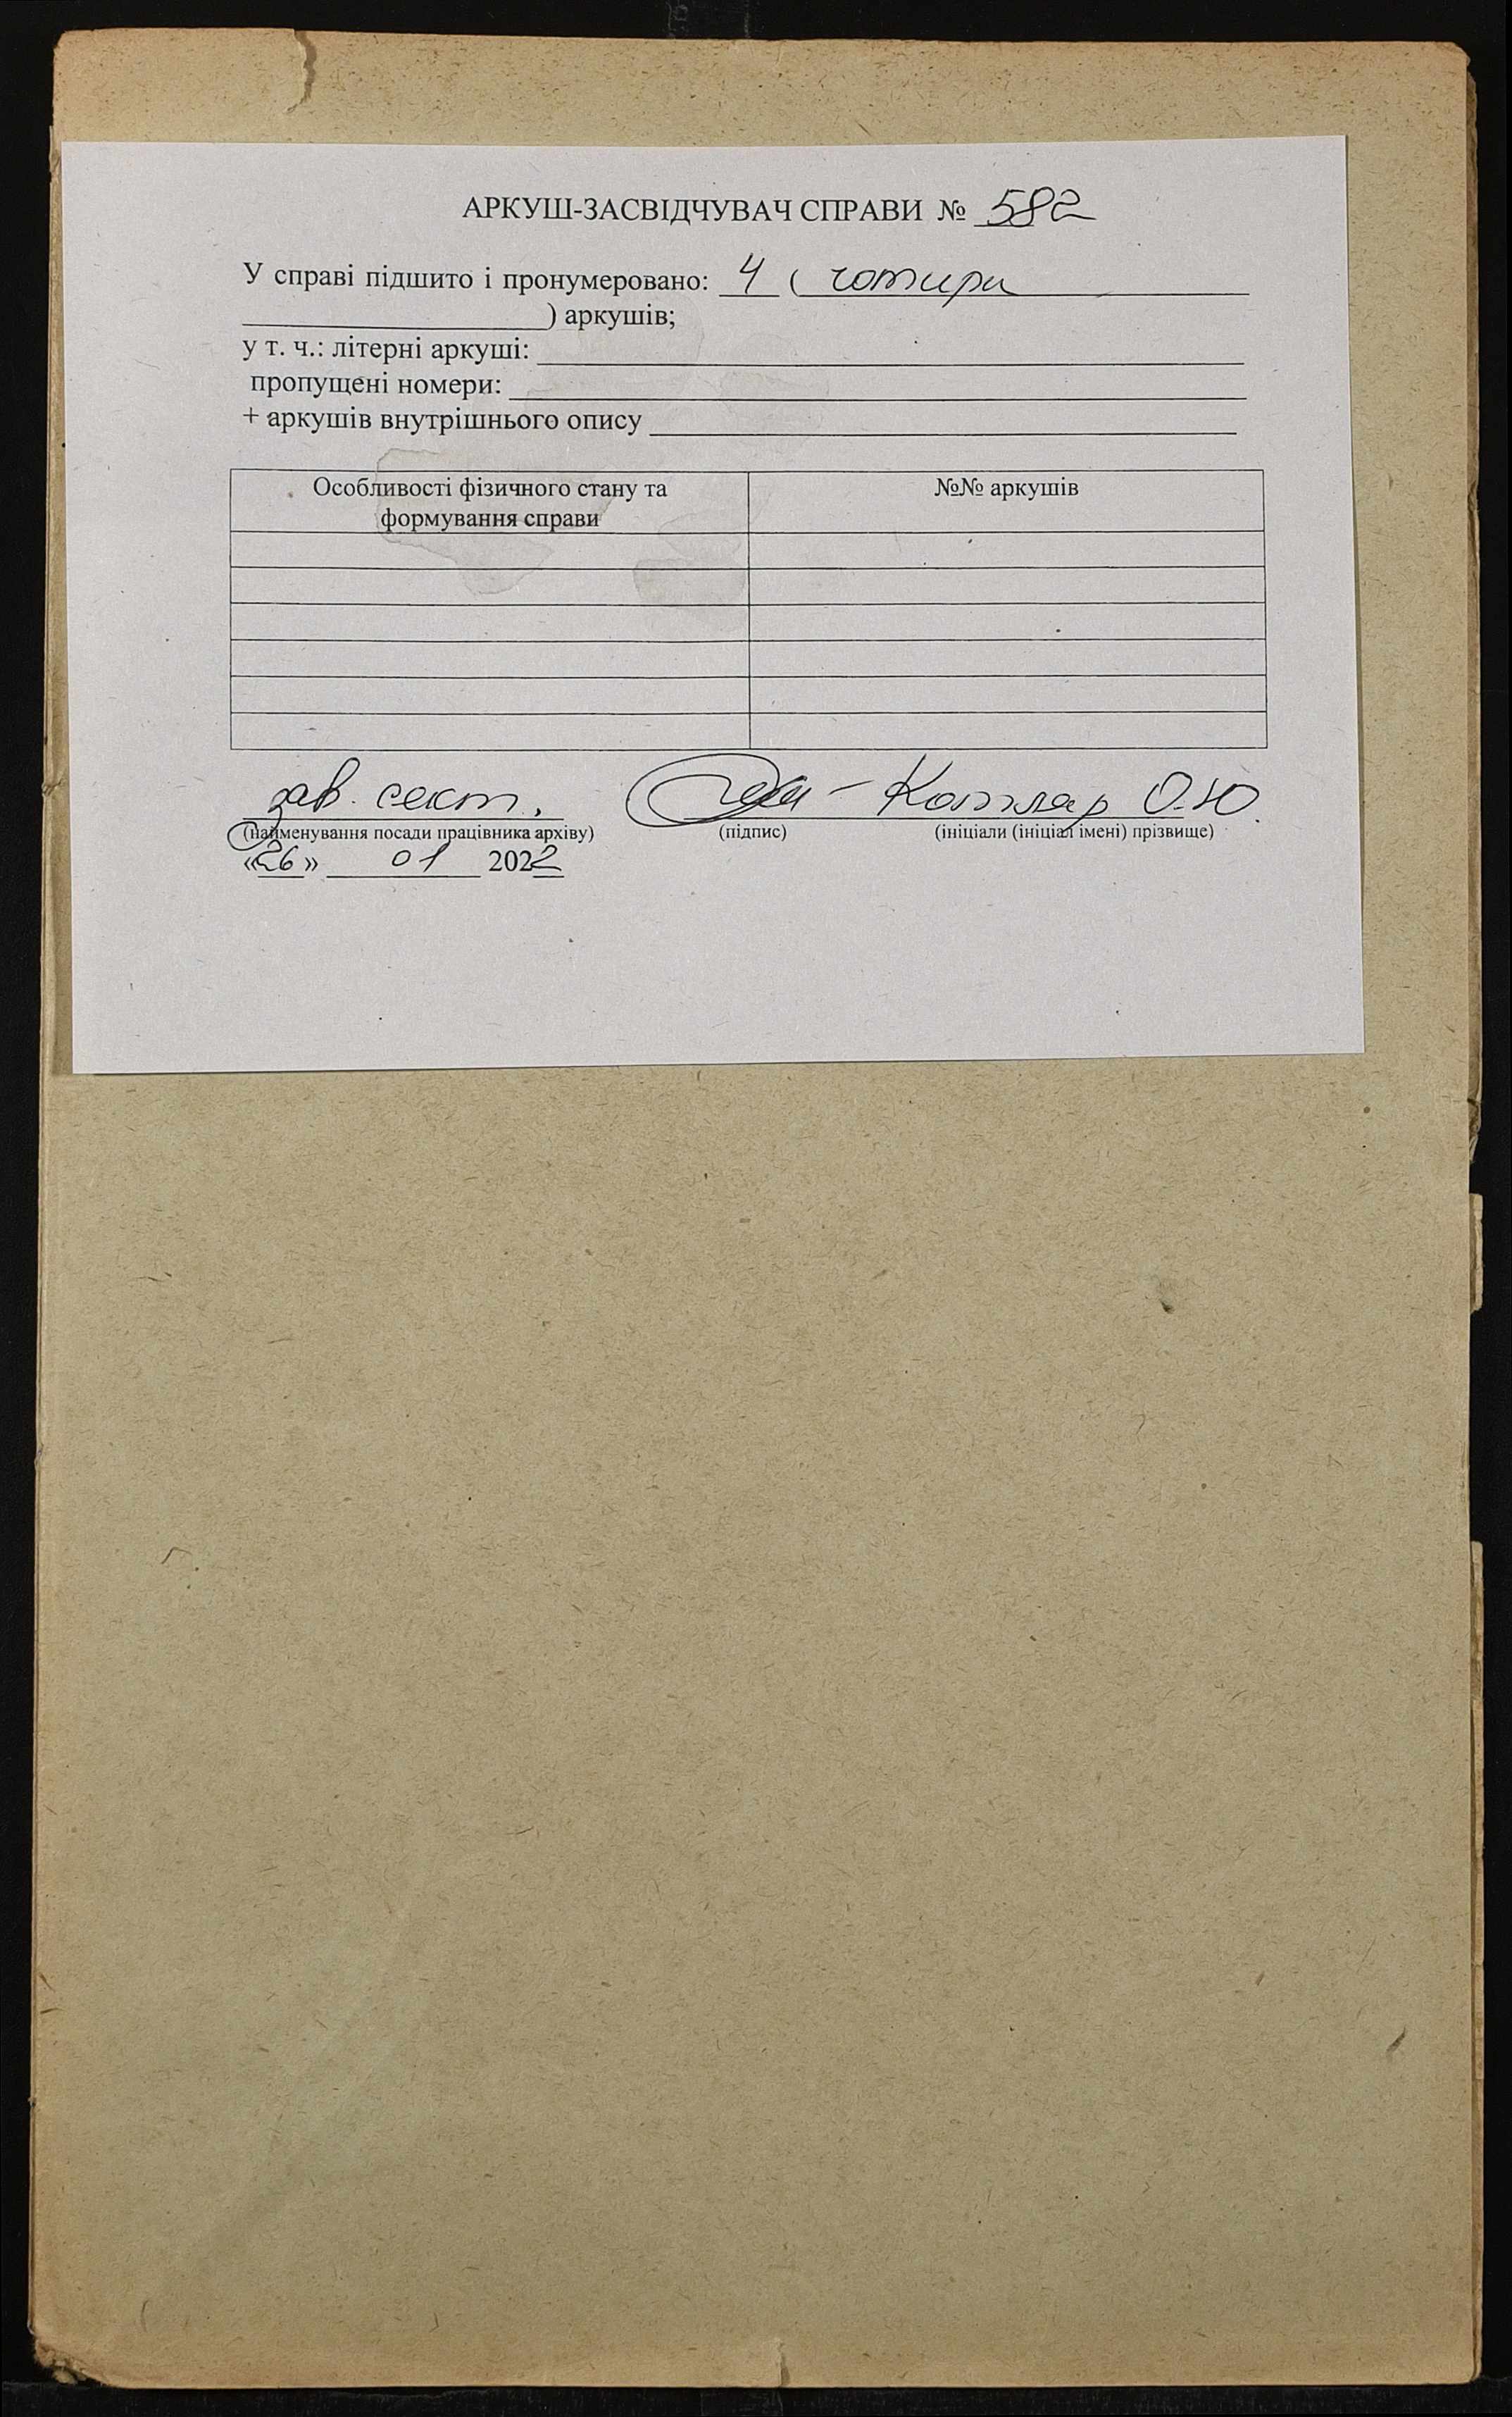 АРКУШ-ЗАСВІДЧУВАЧ СПРАВИ № 582
У справі підшито і пронумеровано: 4 ( чотири
) аркушів;
у т. ч.: літерні аркуші:
пропущені номери:
+ аркушів внутрішнього опису
Особливості фізичного стану та формування справи	№№ аркушів
зав. сект. Котляр О.Ю.
(найменування посади працівника архіву) (підпис) (ініціали (ініціал імені) прізвище)
«26» 01 2022